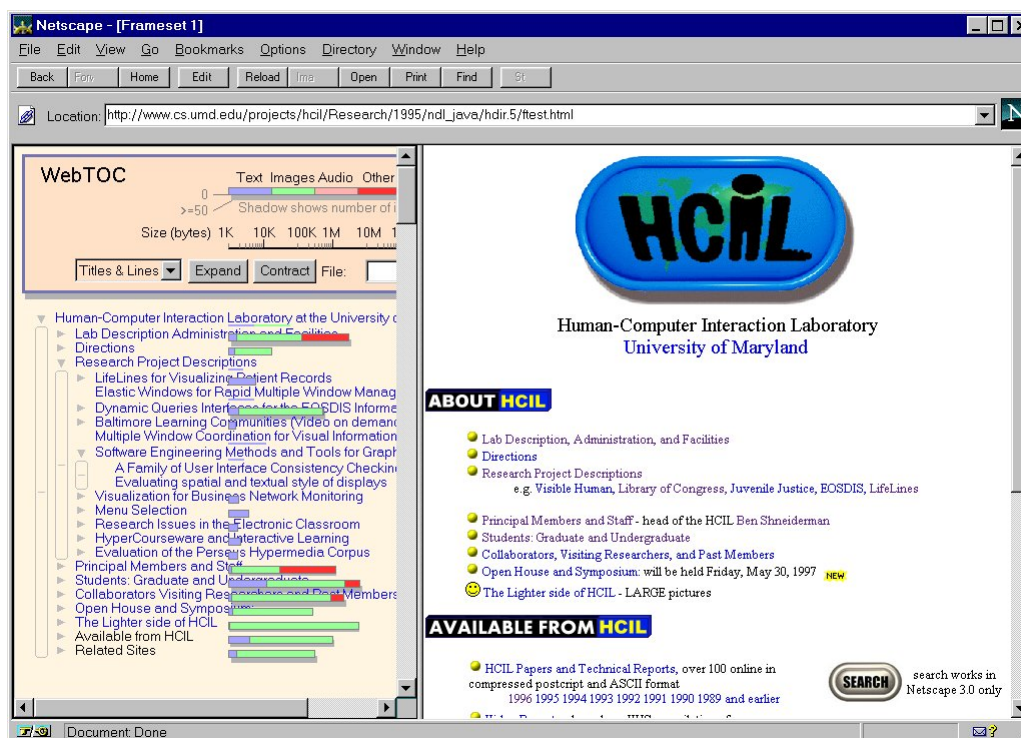 Netscape - [Frameset 1]
File Edit View Go Bookmarks Options Directory Window Help
Back Home Edit Reload Ima Open Print Find St
Location: http://www.cs.umd.edu/projects/hcil/Research/1995/ndl_java/hdir.5/ftest.html
N
WebTOC
Text Images Audio Other
0
>=50 Shadow shows number of i
Size (bytes) 1K 10K 100K 1M 10M 1
Titles & Lines Expand Contract File:
Human-Computer Interaction Laboratory at the University o
Lab Description Administration and Facilities
Directions
Research Project Descriptions
LifeLines for Visualizing Patient Records
Elastic Windows for Rapid Multiple Window Manag
Dynamic Queries Interfaces for the EOSDIS Informa
Baltimore Learning Communities (Video on demand
Multiple Window Coordination for Visual Information
Software Engineering Methods and Tools for Graph
A Family of User Interface Consistency Checkin
Evaluating spatial and textual style of displays
Visualization for Business Network Monitoring
Menu Selection
Research Issues in the Electronic Classroom
HyperCourseware and Interactive Learning
Evaluation of the Perseus Hypermedia Corpus
Principal Members and Staff
Students: Graduate and Undergraduate
Collaborators Visiting Researchers and Past Members
Open House and Symposium:
The Lighter side of HCIL
Available from HCIL
Related Sites
HCIL
Human-Computer Interaction Laboratory
University of Maryland
ABOUT HCIL
Lab Description, Administration, and Facilities
Directions
Research Project Descriptions
e.g. Visible Human, Library of Congress, Juvenile Justice, EOSDIS, LifeLines
Principal Members and Staff - head of the HCIL Ben Shneiderman
Students: Graduate and Undergraduate
Collaborators, Visiting Researchers, and Past Members
Open House and Symposium: will be held Friday, May 30, 1997 NEW
The Lighter side of HCIL - LARGE pictures
AVAILABLE FROM HCIL
HCIL Papers and Technical Reports, over 100 online in
compressed postscript and ASCII format
1996 1995 1994 1993 1992 1991 1990 1989 and earlier
SEARCH
search works in
Netscape 3.0 only
Document: Done